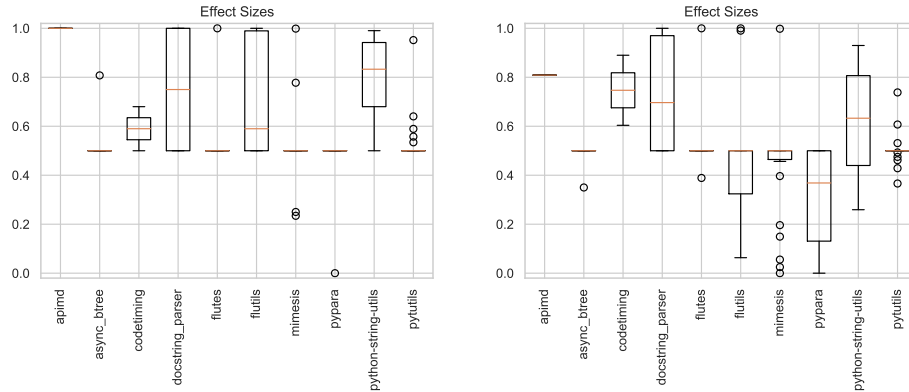 Effect Sizes
1.0
0.8
0.6
0.4
0.2
0.0
apimd
async_btree
codetiming
docstring_parser
flutes
flutils
mimesis
pypara
python-string-utils
pytutils
Effect Sizes
1.0
0.8
0.6
0.4
0.2
0.0
apimd
async_btree
codetiming
docstring_parser
flutes
flutils
mimesis
pypara
python-string-utils
pytutils